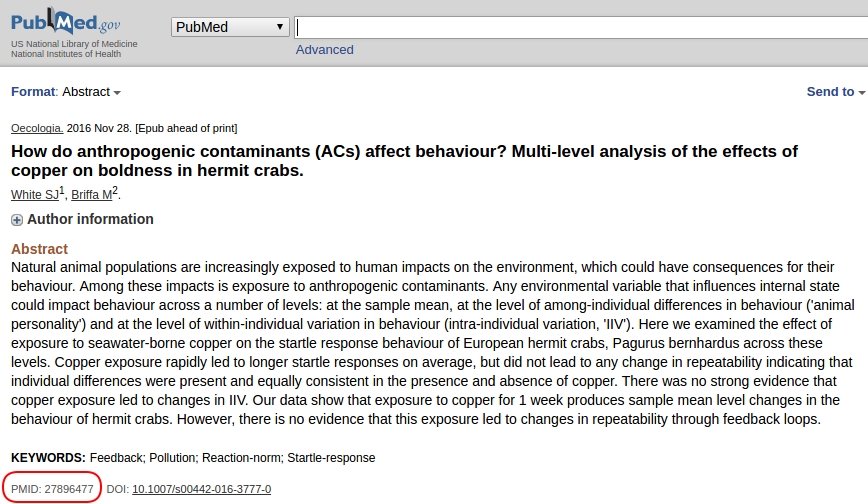 PubMed.gov
US National Library of Medicine
National Institutes of Health
PubMed
Advanced
Format: Abstract
Send to
Oecologia. 2016 Nov 28. [Epub ahead of print]
How do anthropogenic contaminants (ACs) affect behaviour? Multi-level analysis of the effects of
copper on boldness in hermit crabs.
White SJ1, Briffa M2.
Author information
Abstract
Natural animal populations are increasingly exposed to human impacts on the environment, which could have consequences for their
behaviour. Among these impacts is exposure to anthropogenic contaminants. Any environmental variable that influences internal state
could impact behaviour across a number of levels: at the sample mean, at the level of among-individual differences in behaviour ('animal
personality') and at the level of within-individual variation in behaviour (intra-individual variation, 'IIV'). Here we examined the effect of
exposure to seawater-borne copper on the startle response behaviour of European hermit crabs, Pagurus bernhardus across these
levels. Copper exposure rapidly led to longer startle responses on average, but did not lead to any change in repeatability indicating that
individual differences were present and equally consistent in the presence and absence of copper. There was no strong evidence that
copper exposure led to changes in IIV. Our data show that exposure to copper for 1 week produces sample mean level changes in the
behaviour of hermit crabs. However, there is no evidence that this exposure led to changes in repeatability through feedback loops.
KEYWORDS: Feedback; Pollution; Reaction-norm; Startle-response
PMID: 27896477 DOI: 10.1007/s00442-016-3777-0